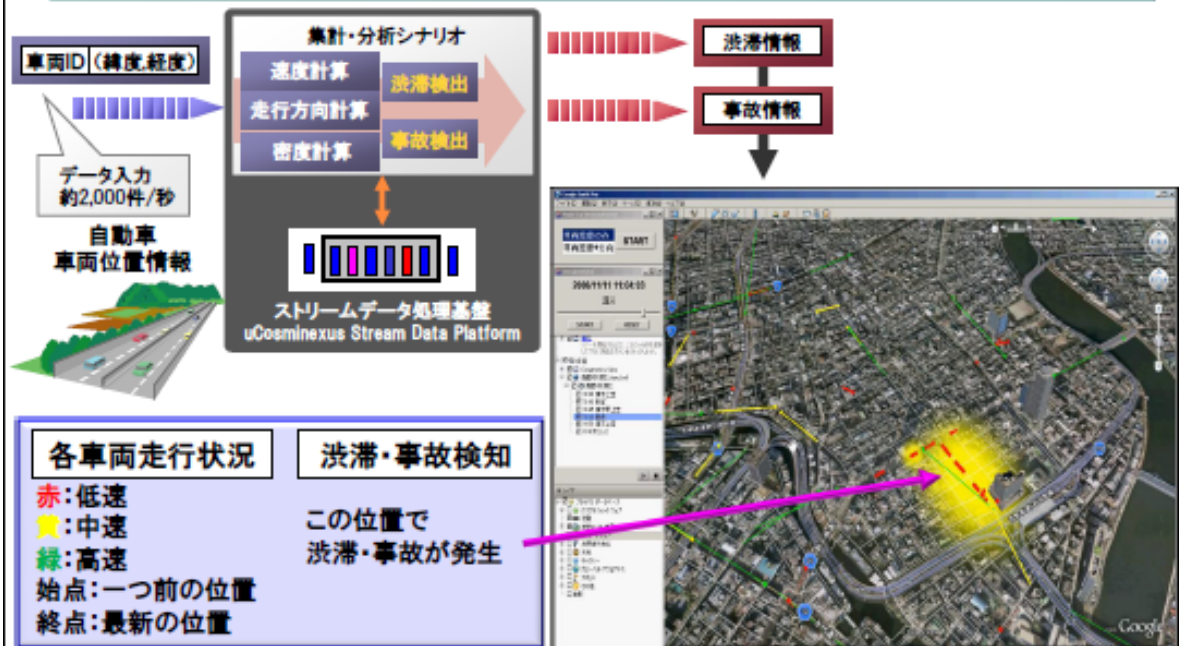 車両ID (緯度,経度)
データ入力
約2,000件/秒
自動車
車両位置情報
集計・分析シナリオ
速度計算
走行方向計算
密度計算
渋滞検出
事故検出
ストリームデータ処理基盤
uCosminexus Stream Data Platform
渋滞情報
事故情報
START
2006/11/11 11:04:03
Google
各車両走行状況
赤:低速
黄:中速
緑:高速
始点:一つ前の位置
終点:最新の位置
渋滞・事故検知
この位置で
渋滞・事故が発生